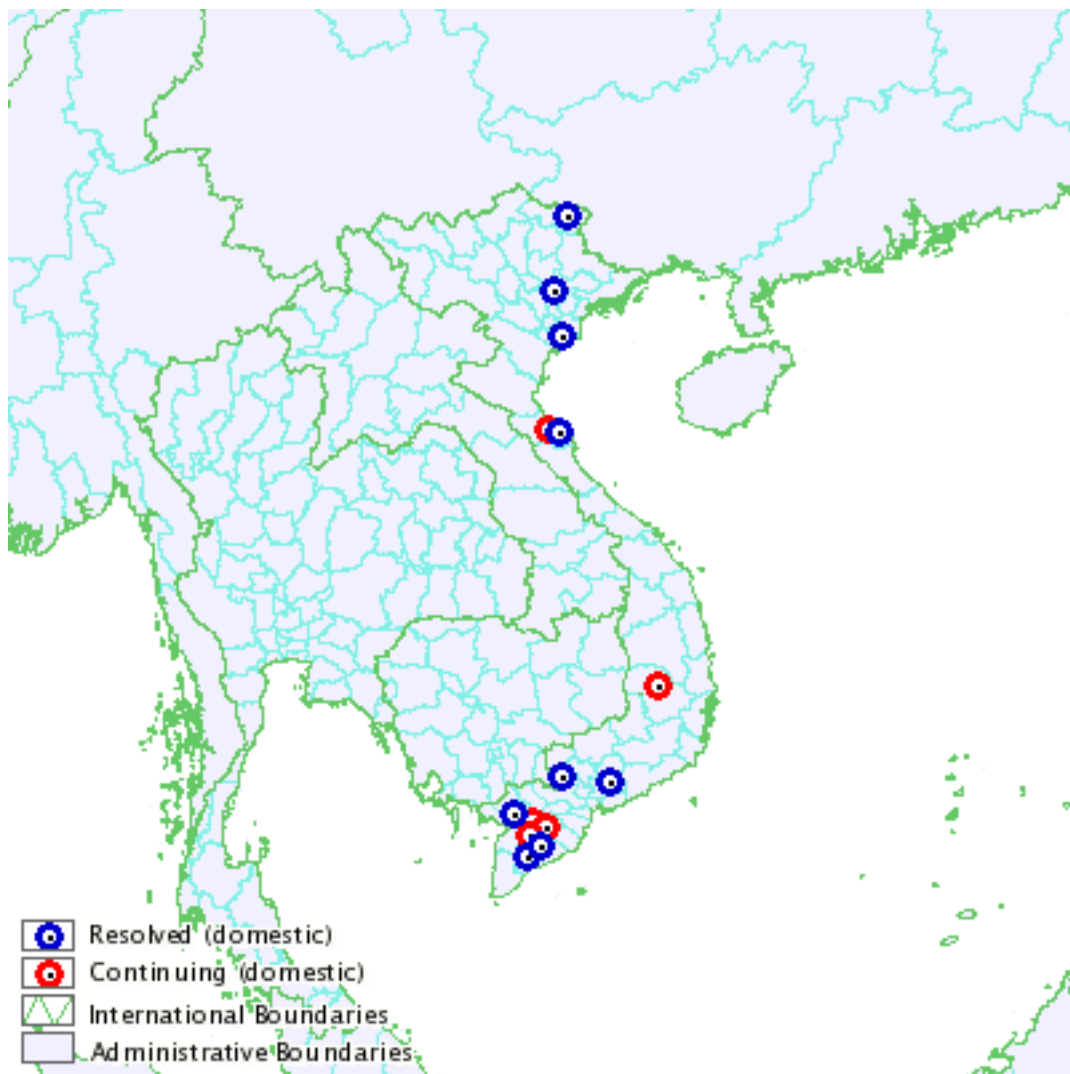 Resolved (domestic)
Continuing (domestic)
International Boundaries
Administrative Boundaries